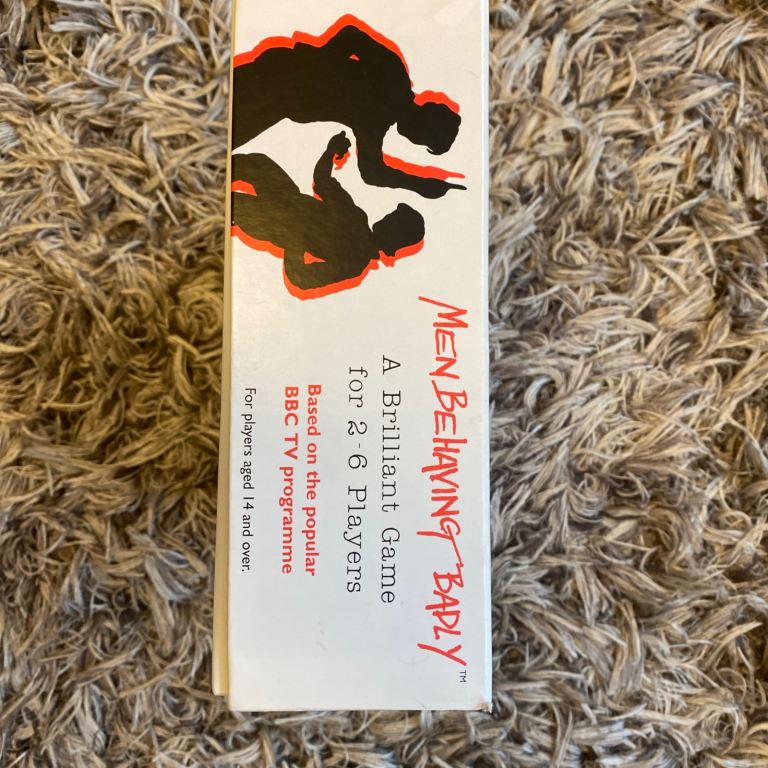 MEN BEHAVING BADLY™
A Brilliant Game
for 2-6 Players
Based on the popular
BBC TV programme
For players aged 14 and over.